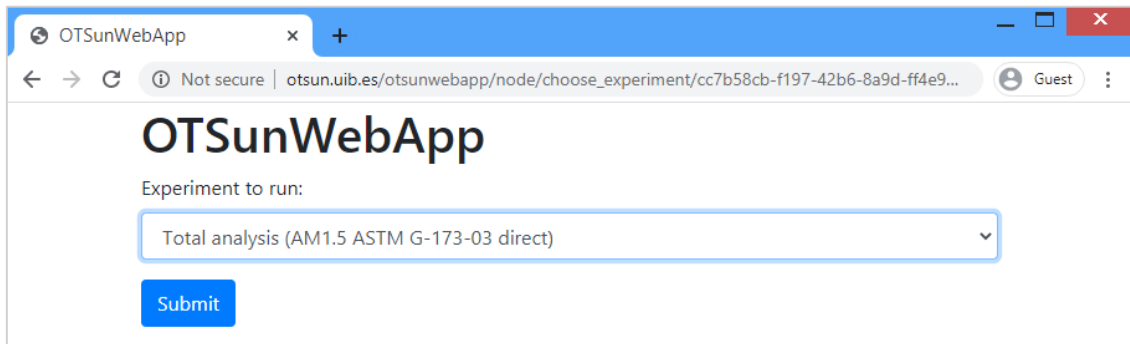 OTSunWebApp
Not secure | otsun.uib.es/otsunwebapp/node/choose_experiment/cc7b58cb-f197-42b6-8a9d-ff4e9... Guest
OTSunWebApp
Experiment to run:
Total analysis (AM1.5 ASTM G-173-03 direct)
Submit